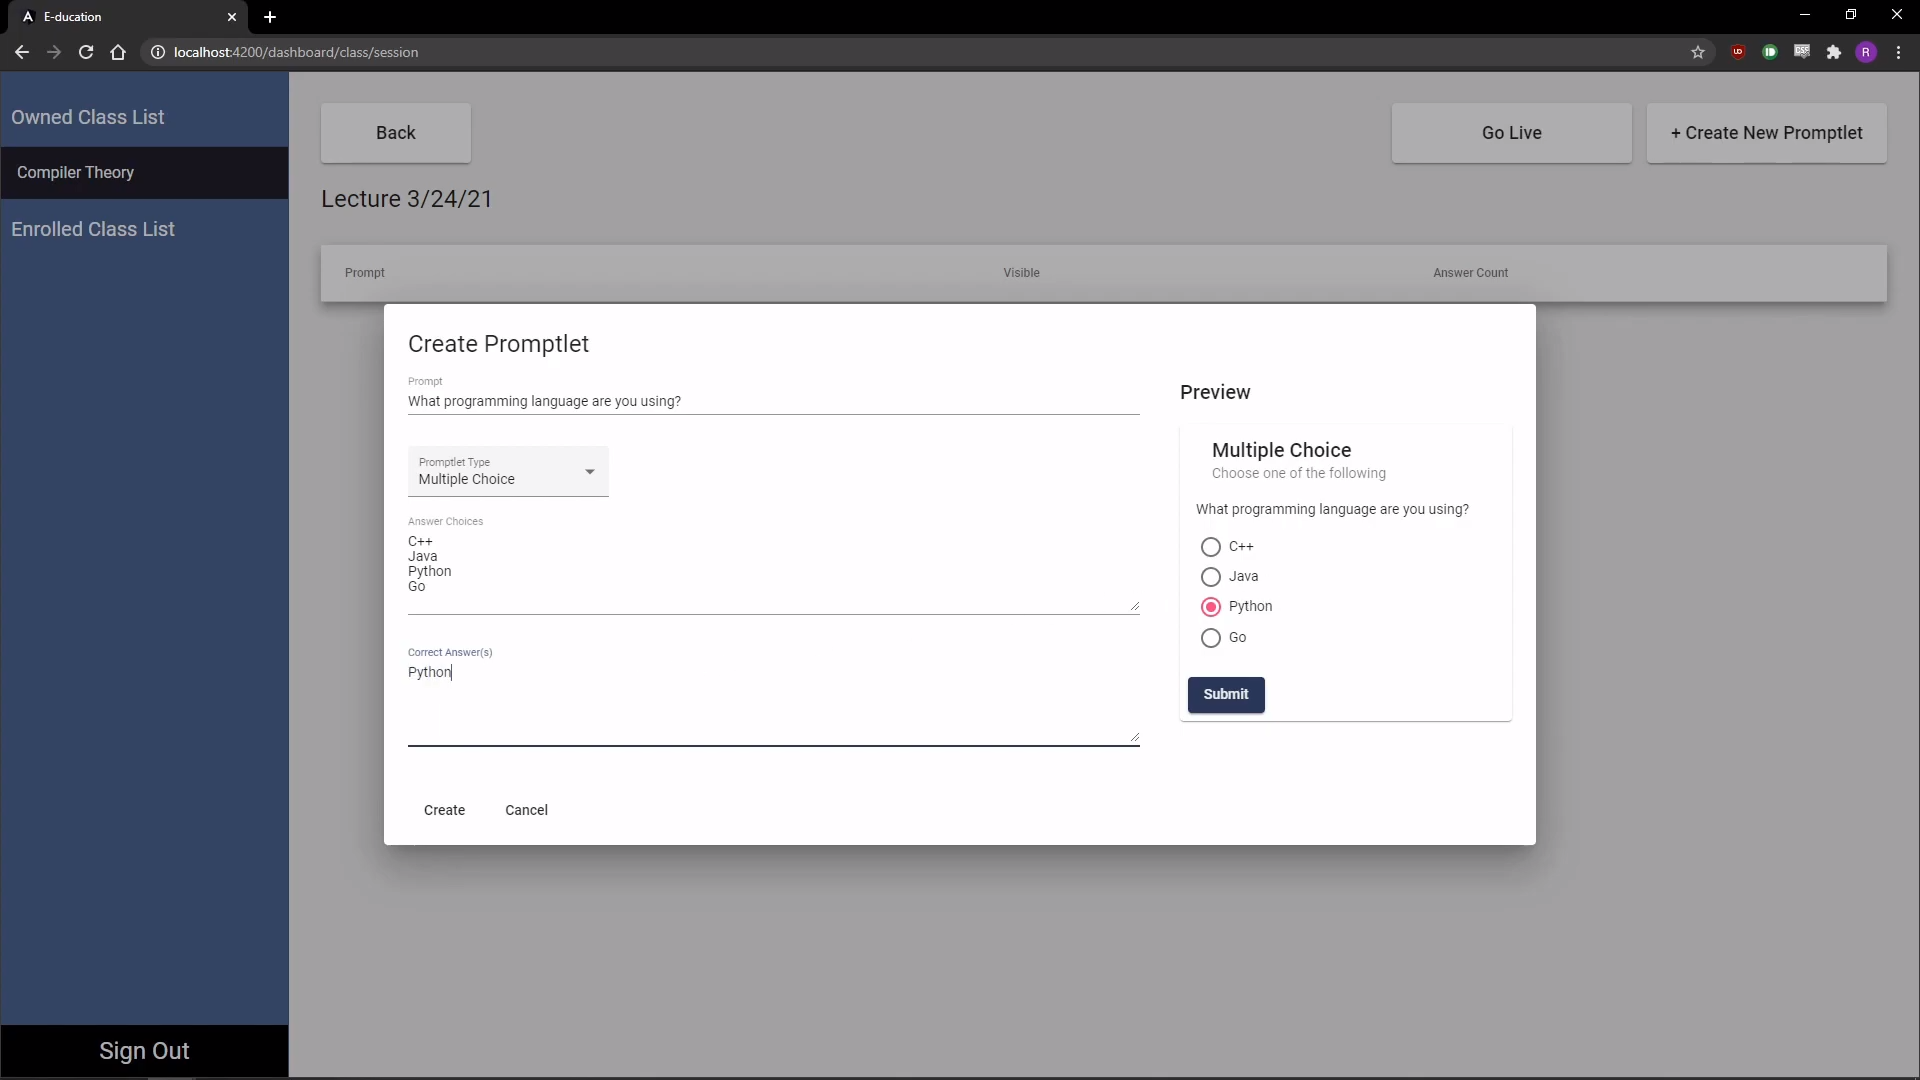 E-ducation
localhost:4200/dashboard/class/session
R
Owned Class List
Compiler Theory
Enrolled Class List
Sign Out
Back
Go Live
+ Create New Promptlet
Lecture 3/24/21
Prompt
Visible
Answer Count
Create Promptlet
Prompt
What programming language are you using?
Promptlet Type
Multiple Choice
Answer Choices
C++
Java
Python
Go
Correct Answer(s)
Python
Create
Cancel
Preview
Multiple Choice
Choose one of the following
What programming language are you using?
C++
Java
Python
Go
Submit